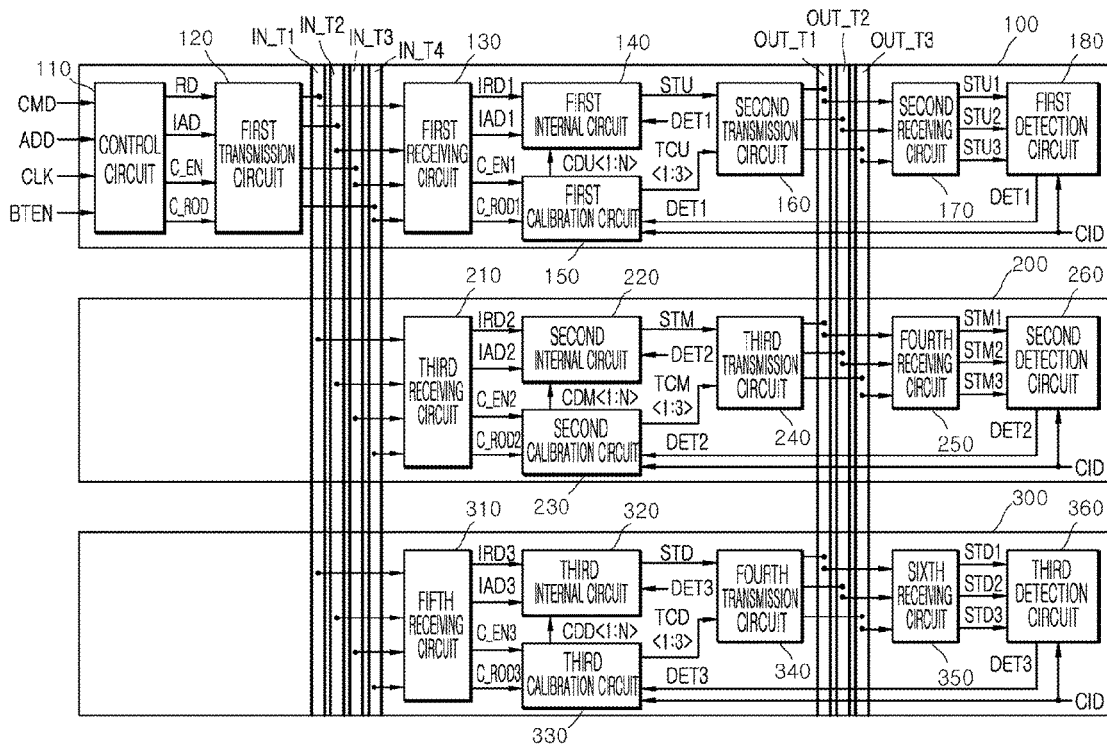 IN_T1
IN_T2
IN_T3
IN_T4
OUT_T1
OUT_T2
OUT_T3
100
110
120
130
140
180
CMD
ADD
CLK
BTEN
CONTROL
CIRCUIT
RD
IAD
C_EN
C_ROD
FIRST
TRANSMISSION
CIRCUIT
FIRST
RECEIVING
CIRCUIT
IRD1
IAD1
C_EN1
C_ROD1
FIRST
INTERNAL CIRCUIT
CDU<1:N>
FIRST
CALIBRATION CIRCUIT
150
STU
DET1
TCU
<1:3>
DET1
SECOND
TRANSMISSION
CIRCUIT
160
SECOND
RECEIVING
CIRCUIT
170
STU1
STU2
STU3
FIRST
DETECTION
CIRCUIT
DET1
CID
200
210
220
260
THIRD
RECEIVING
CIRCUIT
IRD2
IAD2
C_EN2
C_ROD2
SECOND
INTERNAL CIRCUIT
CDM<1:N>
SECOND
CALIBRATION CIRCUIT
230
STM
DET2
TCM
<1:3>
DET2
THIRD
TRANSMISSION
CIRCUIT
240
FOURTH
RECEIVING
CIRCUIT
250
STM1
STM2
STM3
SECOND
DETECTION
CIRCUIT
DET2
CID
300
310
320
360
FIFTH
RECEIVING
CIRCUIT
IRD3
IAD3
C_EN3
C_ROD3
THIRD
INTERNAL CIRCUIT
CDD<1:N>
THIRD
CALIBRATION CIRCUIT
330
STD
DET3
TCD
<1:3>
DET3
FOURTH
TRANSMISSION
CIRCUIT
340
SIXTH
RECEIVING
CIRCUIT
350
STD1
STD2
STD3
THIRD
DETECTION
CIRCUIT
DET3
CID